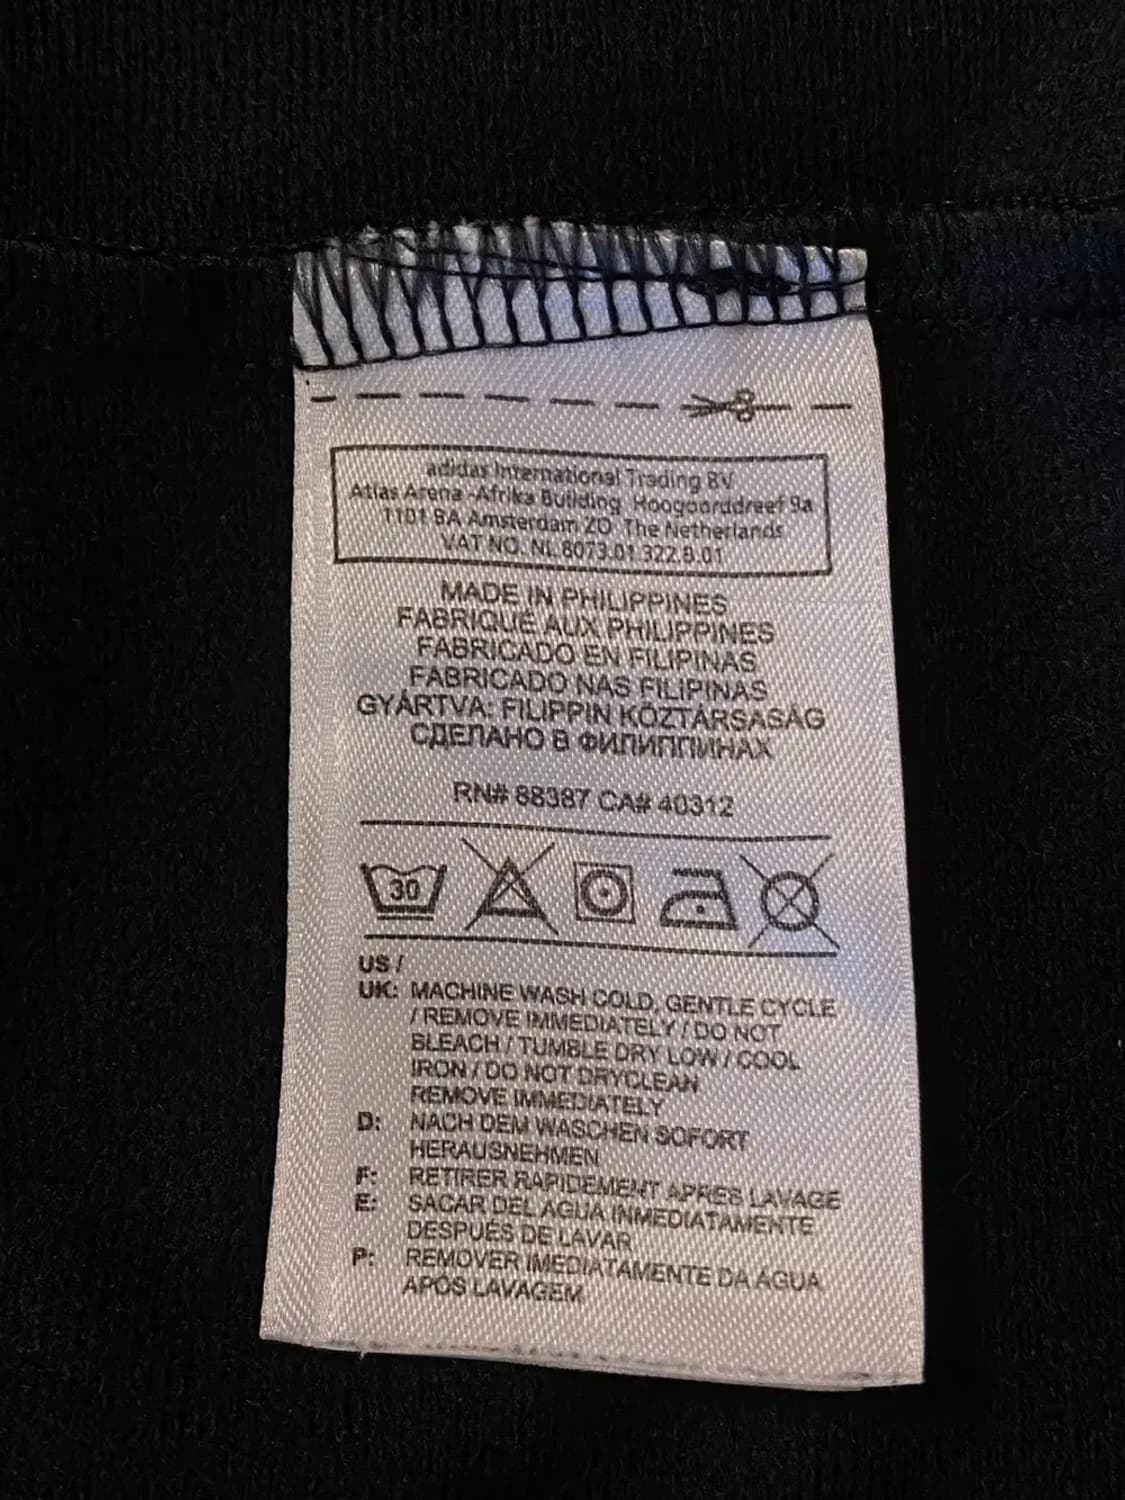 adidas International Trading BV
Atlas Arena -Afrika Building Hoogoorddreef 9a
1101 BA Amsterdam ZO The Netherlands
VAT NO. NL 8073.01.322.B.01
MADE IN PHILIPPINES
FABRIQUÉ AUX PHILIPPINES
FABRICADO EN FILIPINAS
FABRICADO NAS FILIPINAS
GYÁRTVA: FILIPPIN KÖZTÁRSASÁG
СДЕЛАНО В ФИЛИППИНАХ
RN# 88387 CA# 40312
30
US /
UK: MACHINE WASH COLD, GENTLE CYCLE
/ REMOVE IMMEDIATELY / DO NOT
BLEACH / TUMBLE DRY LOW / COOL
IRON / DO NOT DRYCLEAN
REMOVE IMMEDIATELY
D: NACH DEM WASCHEN SOFORT
HERAUSNEHMEN
F: RETIRER RAPIDEMENT APRES LAVAGE
E: SACAR DEL AGUA INMEDIATAMENTE
DESPUÉS DE LAVAR
P: REMOVER IMEDIATAMENTE DA ÁGUA
APÓS LAVAGEM